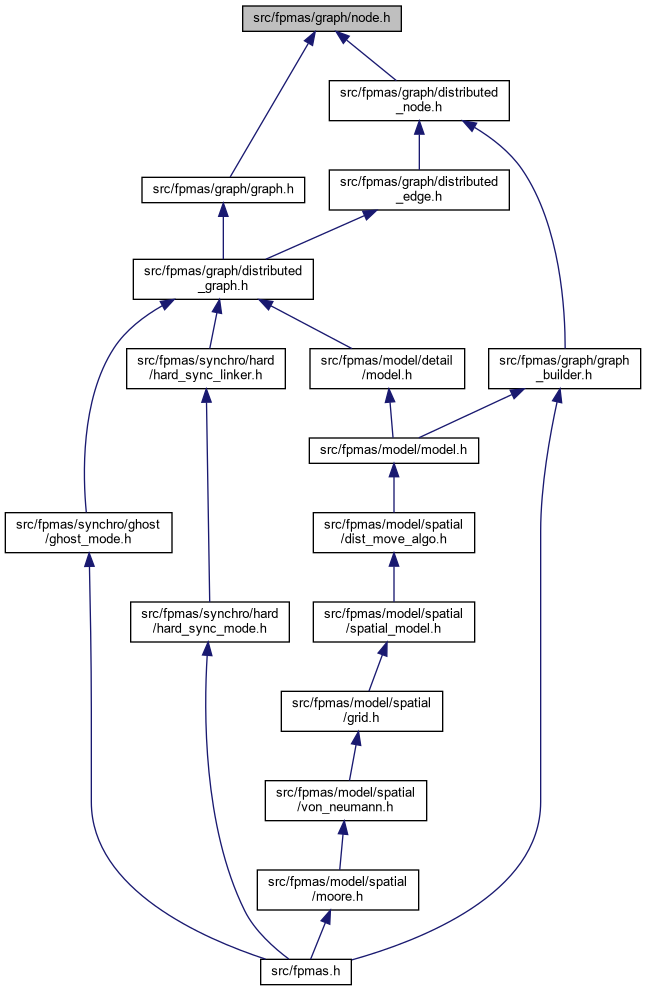 src/fpmas/graph/node.h
src/fpmas/graph/distributed
_node.h
src/fpmas/graph/graph.h
src/fpmas/graph/distributed
_edge.h
src/fpmas/graph/distributed
_graph.h
src/fpmas/synchro/hard
/hard_sync_linker.h
src/fpmas/model/detail
/model.h
src/fpmas/graph/graph
_builder.h
src/fpmas/model/model.h
src/fpmas/synchro/ghost
/ghost_mode.h
src/fpmas/model/spatial
/dist_move_algo.h
src/fpmas/synchro/hard
/hard_sync_mode.h
src/fpmas/model/spatial
/spatial_model.h
src/fpmas/model/spatial
/grid.h
src/fpmas/model/spatial
/von_neumann.h
src/fpmas/model/spatial
/moore.h
src/fpmas.h